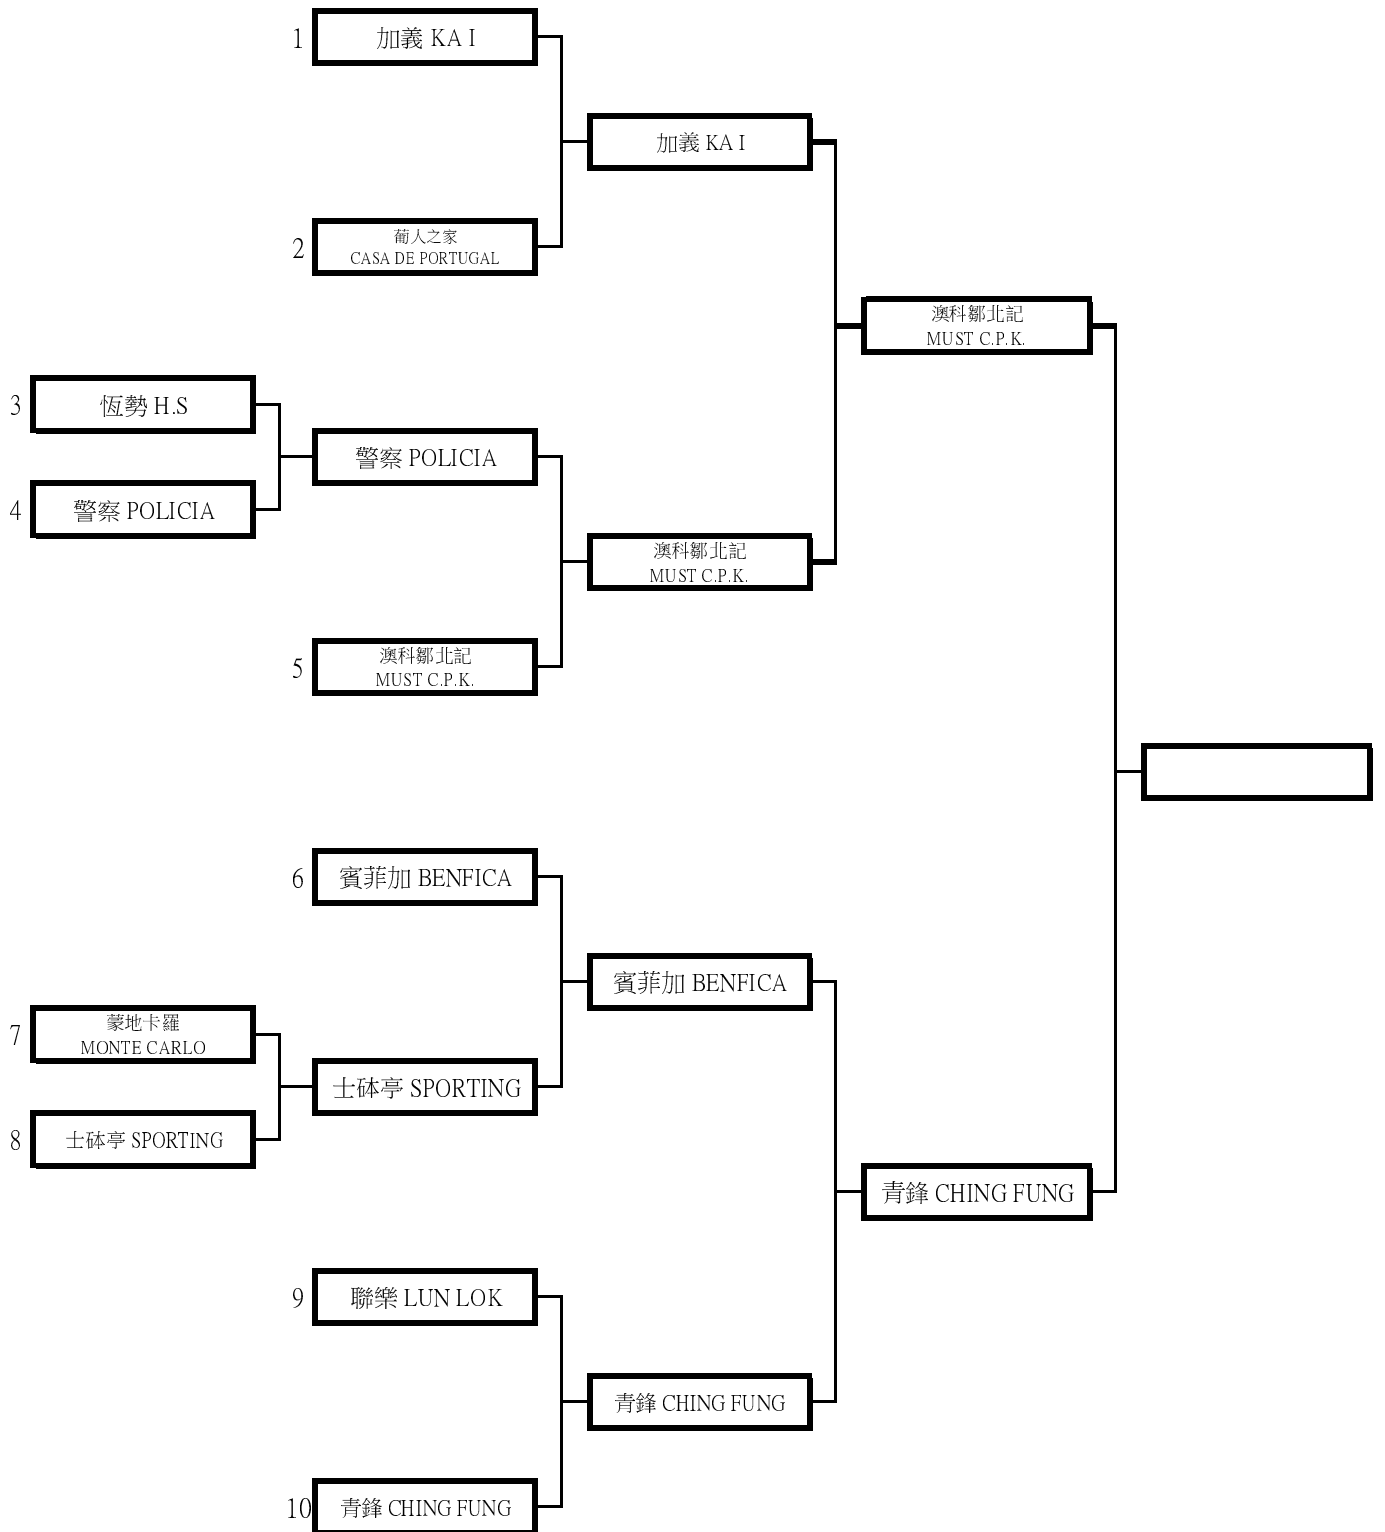 1
加義 KA I
加義 KA I
2
葡人之家
CASA DE PORTUGAL
澳科鄒北記
MUST C.P.K.
3
恆勢 H.S
警察 POLICIA
4
警察 POLICIA
澳科鄒北記
MUST C.P.K.
5
澳科鄒北記
MUST C.P.K.
6
賓菲加 BENFICA
賓菲加 BENFICA
7
蒙地卡羅
MONTE CARLO
士砵亭 SPORTING
8
士砵亭 SPORTING
青鋒 CHING FUNG
9
聯樂 LUN LOK
青鋒 CHING FUNG
10
青鋒 CHING FUNG